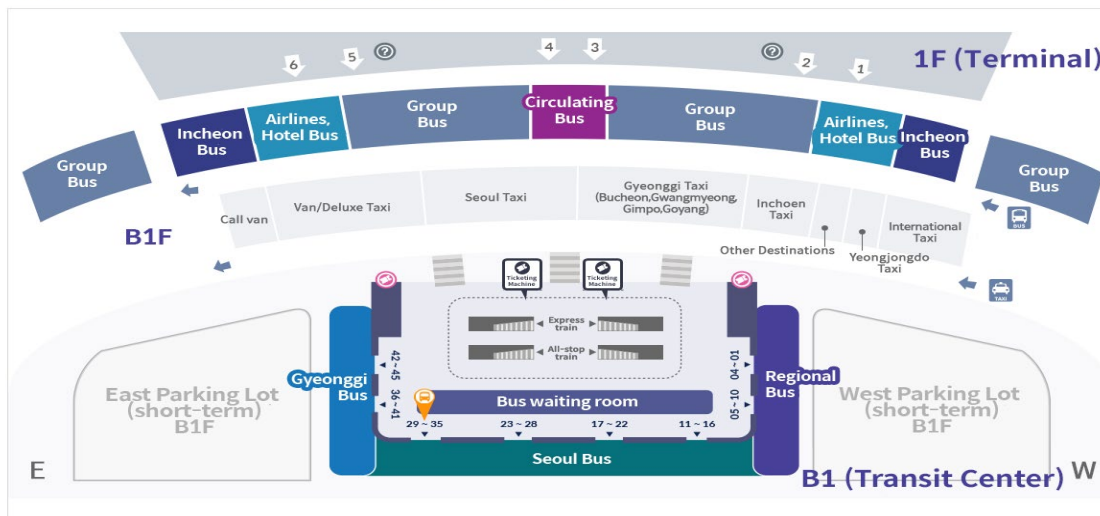 1F (Terminal)
6
5
?
4
3
?
2
1
Group
Bus
Incheon
Bus
Airlines,
Hotel Bus
Group
Bus
Circulating
Bus
Group
Bus
Airlines,
Hotel Bus
Incheon
Bus
Group
Bus
BUS
B1F
Call van
Van/Deluxe Taxi
Seoul Taxi
Gyeonggi Taxi
(Bucheon,Gwangmyeong,
Gimpo,Goyang)
Inchoen
Taxi
Other Destinations
Yeongjongdo
Taxi
International
Taxi
TAXI
Ticketing
Machine
Ticketing
Machine
Express
train
All-stop
train
East Parking Lot
(short-term)
B1F
Gyeonggi
Bus
42 ~ 45
36 ~ 41
Bus waiting room
29 ~ 35
23 ~ 28
17 ~ 22
11 ~ 16
01 ~ 04
05 ~ 10
Regional
Bus
West Parking Lot
(short-term)
B1F
Seoul Bus
E
B1 (Transit Center)
W